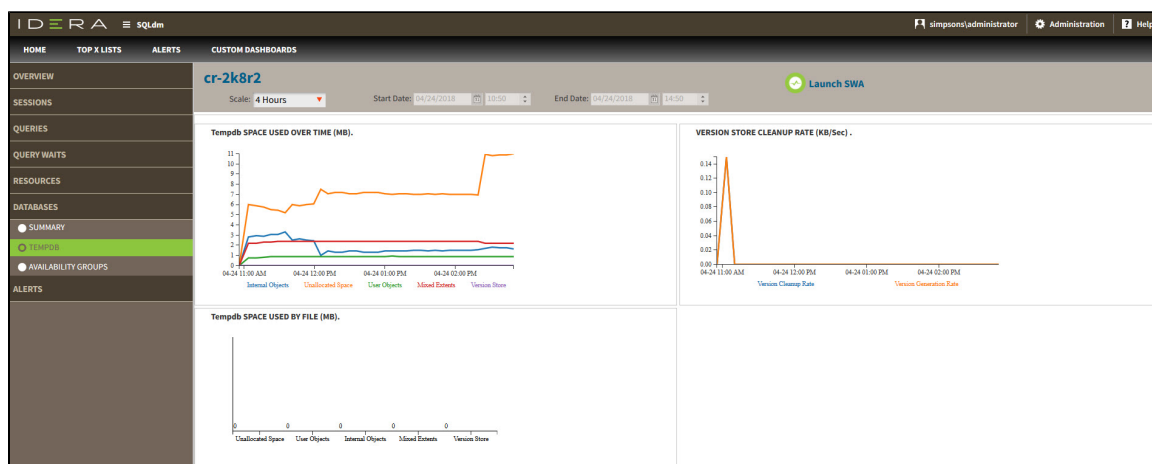 IDERA SQLdm simpsons\administrator Administration Help
HOME TOP X LISTS ALERTS CUSTOM DASHBOARDS
OVERVIEW
SESSIONS
QUERIES
QUERY WAITS
RESOURCES
DATABASES
SUMMARY
TEMPDB
AVAILABILITY GROUPS
ALERTS
cr-2k8r2
Launch SWA
Scale: 4 Hours Start Date: 04/24/2018 10:50 End Date: 04/24/2018 14:50
Tempdb SPACE USED OVER TIME (MB).
11
10
9
8
7
6
5
4
3
2
1
0
04-24 11:00 AM 04-24 12:00 PM 04-24 01:00 PM 04-24 02:00 PM
Internal Objects Unallocated Space User Objects Mixed Extents Version Store
VERSION STORE CLEANUP RATE (KB/Sec) .
0.14
0.12
0.10
0.08
0.06
0.04
0.02
0.00
04-24 11:00 AM 04-24 12:00 PM 04-24 01:00 PM 04-24 02:00 PM
Version Cleanup Rate Version Generation Rate
Tempdb SPACE USED BY FILE (MB).
0 0 0 0 0
Unallocated Space User Objects Internal Objects Mixed Extents Version Store